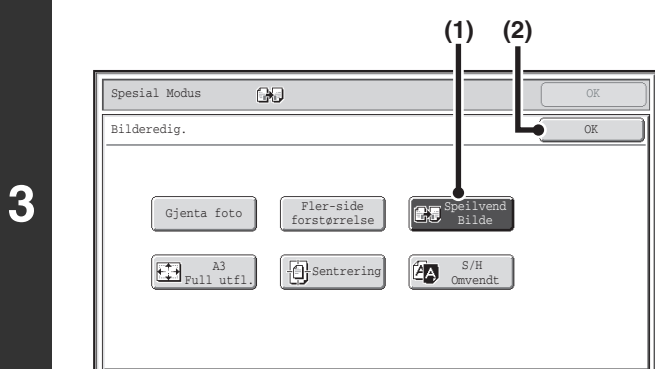 (1) (2)
Spesial Modus OK
Bilderedig. OK
3
Gjenta foto
Fler-side
forstørrelse
Speilvend
Bilde
A3
Full utfl.
Sentrering
S/H
Omvendt